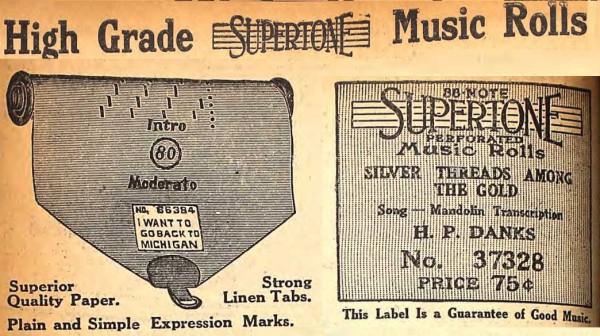 High Grade SUPERTONE Music Rolls
Intro
80
Moderato
No. 86384
I WANT TO
GO BACK TO
MICHIGAN
Superior
Quality Paper.
Strong
Linen Tabs.
Plain and Simple Expression Marks.
88-NOTE
SUPERTONE
PERFORATED
Music Rolls
SILVER THREADS AMONG
THE GOLD
Song — Mandolin Transcription
H. P. DANKS
No. 37328
PRICE 75¢
This Label Is a Guarantee of Good Music.